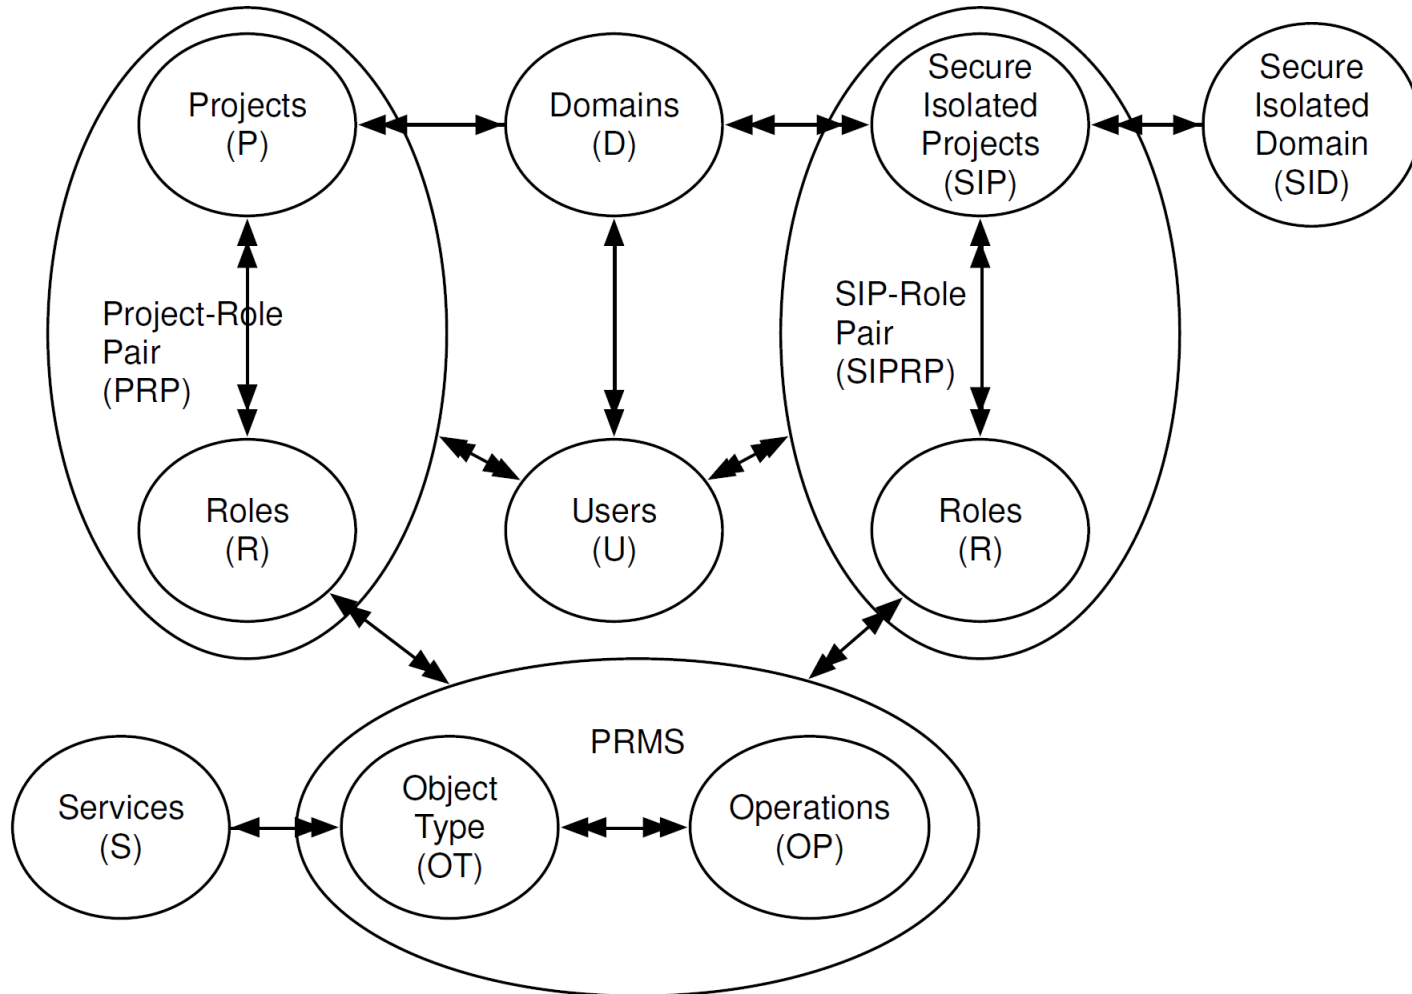 Projects
(P)
Domains
(D)
Secure
Isolated
Projects
(SIP)
Secure
Isolated
Domain
(SID)
Project-Role
Pair
(PRP)
SIP-Role
Pair
(SIPRP)
Roles
(R)
Users
(U)
Roles
(R)
PRMS
Services
(S)
Object
Type
(OT)
Operations
(OP)